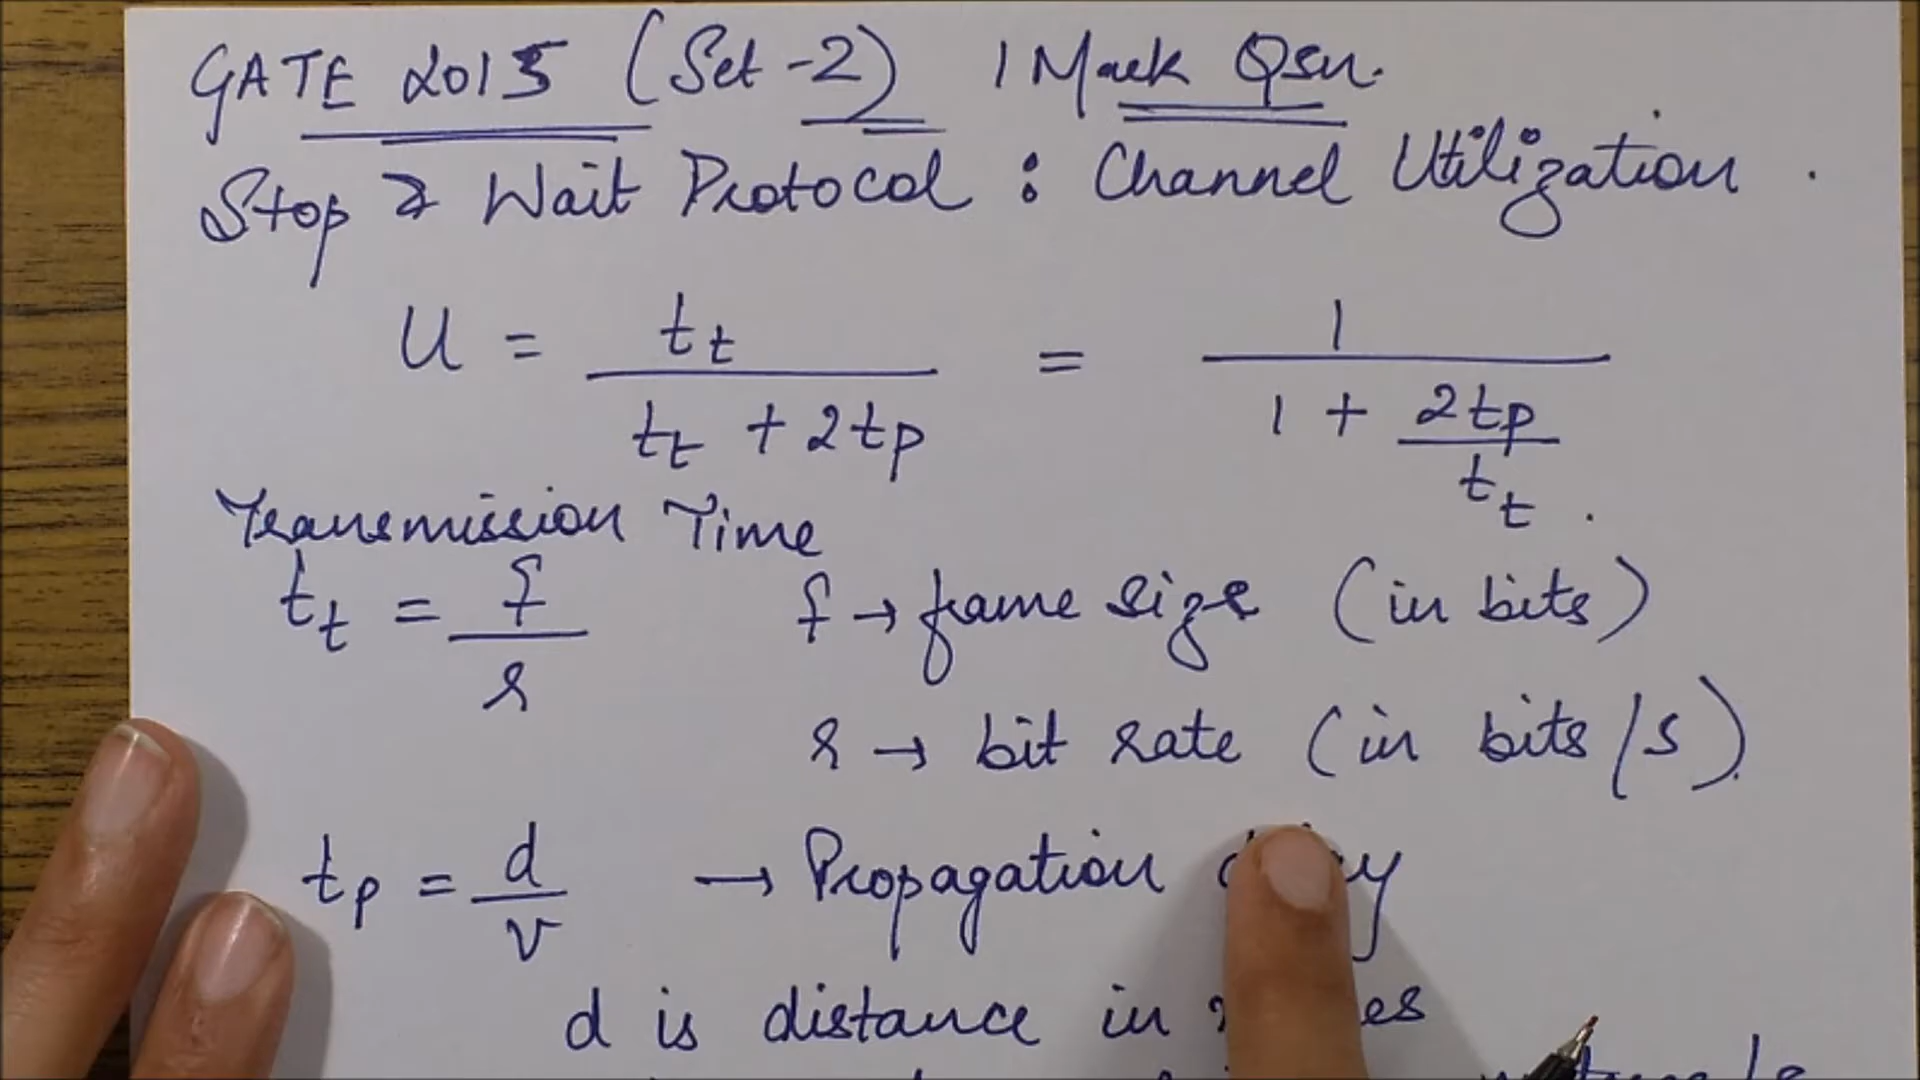 GATE 2015 (Set-2) 1 Mark Qsn.
Stop & Wait Protocol : Channel Utilization .
U = tt / (tt + 2tp) = 1 / (1 + 2tp/tt) .
Transmission Time
tt = f/r f → frame size (in bits)
r → bit rate (in bits/s).
tp = d/v → Propagation
d is distance in